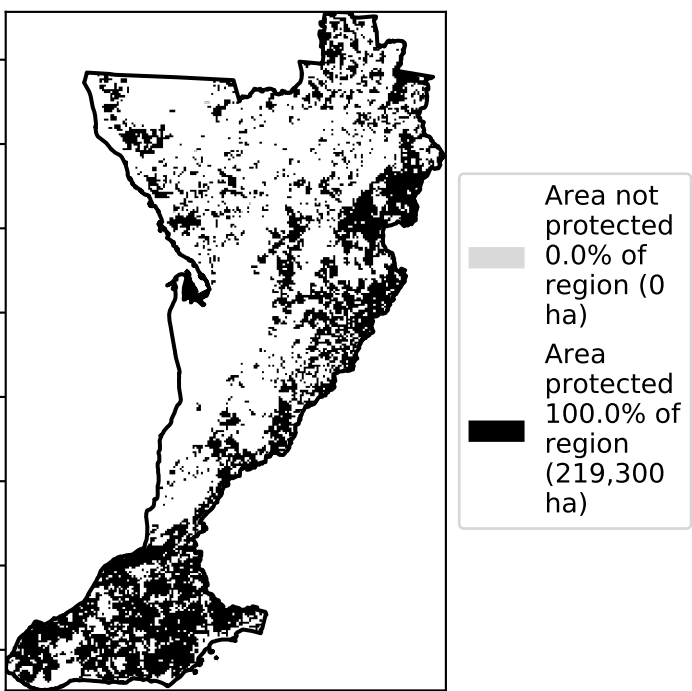 Area not
protected
0.0% of
region (0
ha)
Area
protected
100.0% of
region
(219,300
ha)